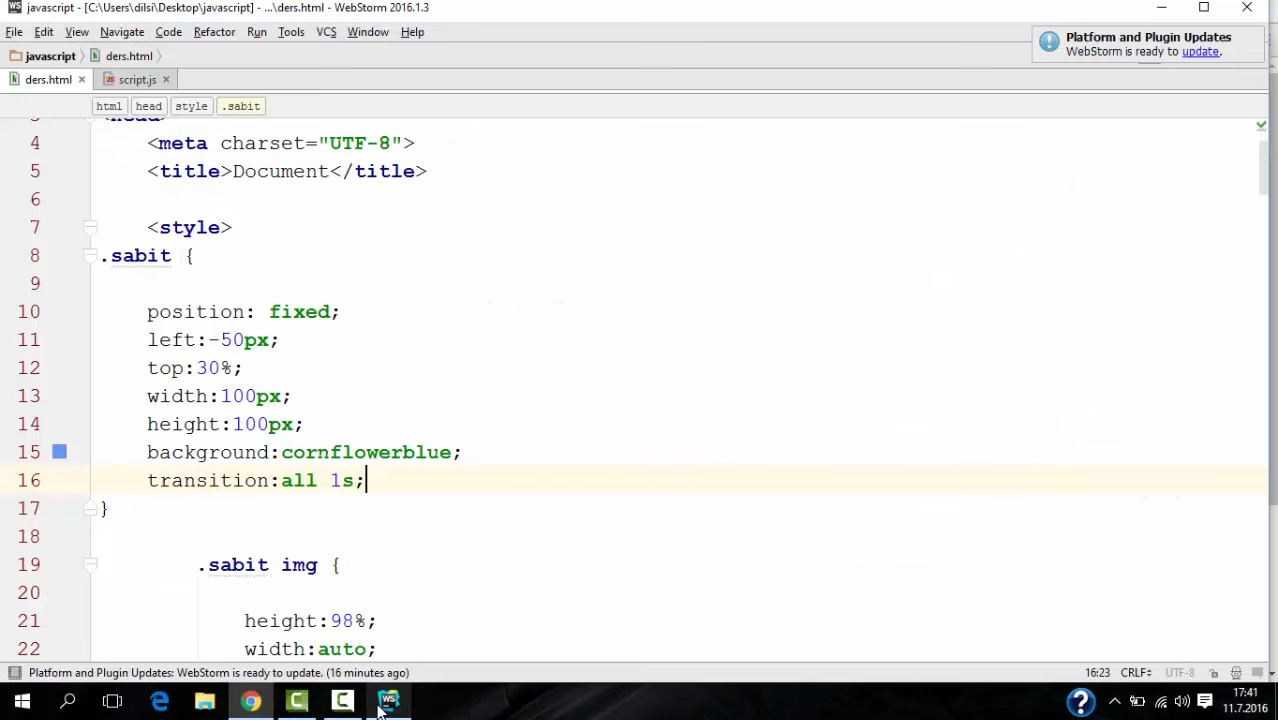 javascript - [C:\Users\dilsi\Desktop\javascript] - ...\ders.html - WebStorm 2016.1.3
File Edit View Navigate Code Refactor Run Tools VCS Window Help
Platform and Plugin Updates
WebStorm is ready to update.
javascript ders.html
ders.html script.js
html head style .sabit
3 <head>
4 <meta charset="UTF-8">
5 <title>Document</title>
6
7 <style>
8 .sabit {
9
10 position: fixed;
11 left:-50px;
12 top:30%;
13 width:100px;
14 height:100px;
15 background:cornflowerblue;
16 transition:all 1s;
17 }
18
19 .sabit img {
20
21 height:98%;
22 width:auto;
Platform and Plugin Updates: WebStorm is ready to update. (16 minutes ago) 16:23 CRLF UTF-8
17:41
11.7.2016